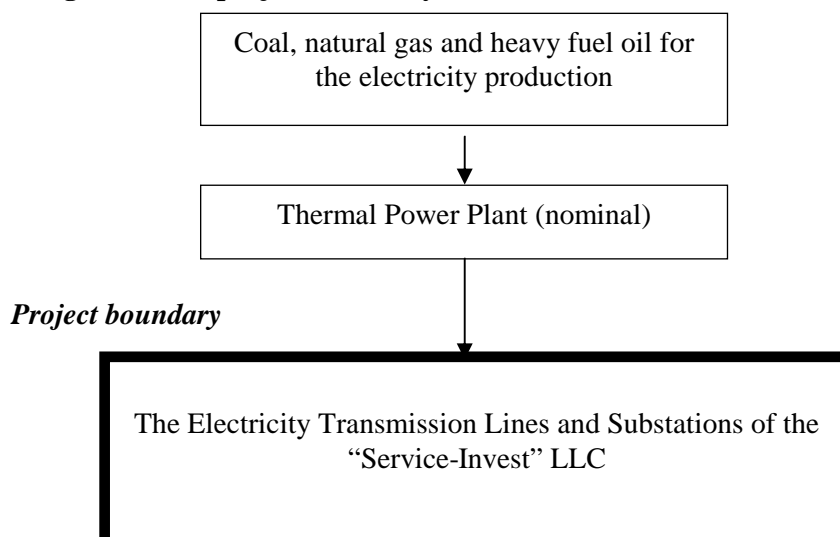 Coal, natural gas and heavy fuel oil for
the electricity production
Thermal Power Plant (nominal)
Project boundary
The Electricity Transmission Lines and Substations of the
“Service-Invest” LLC